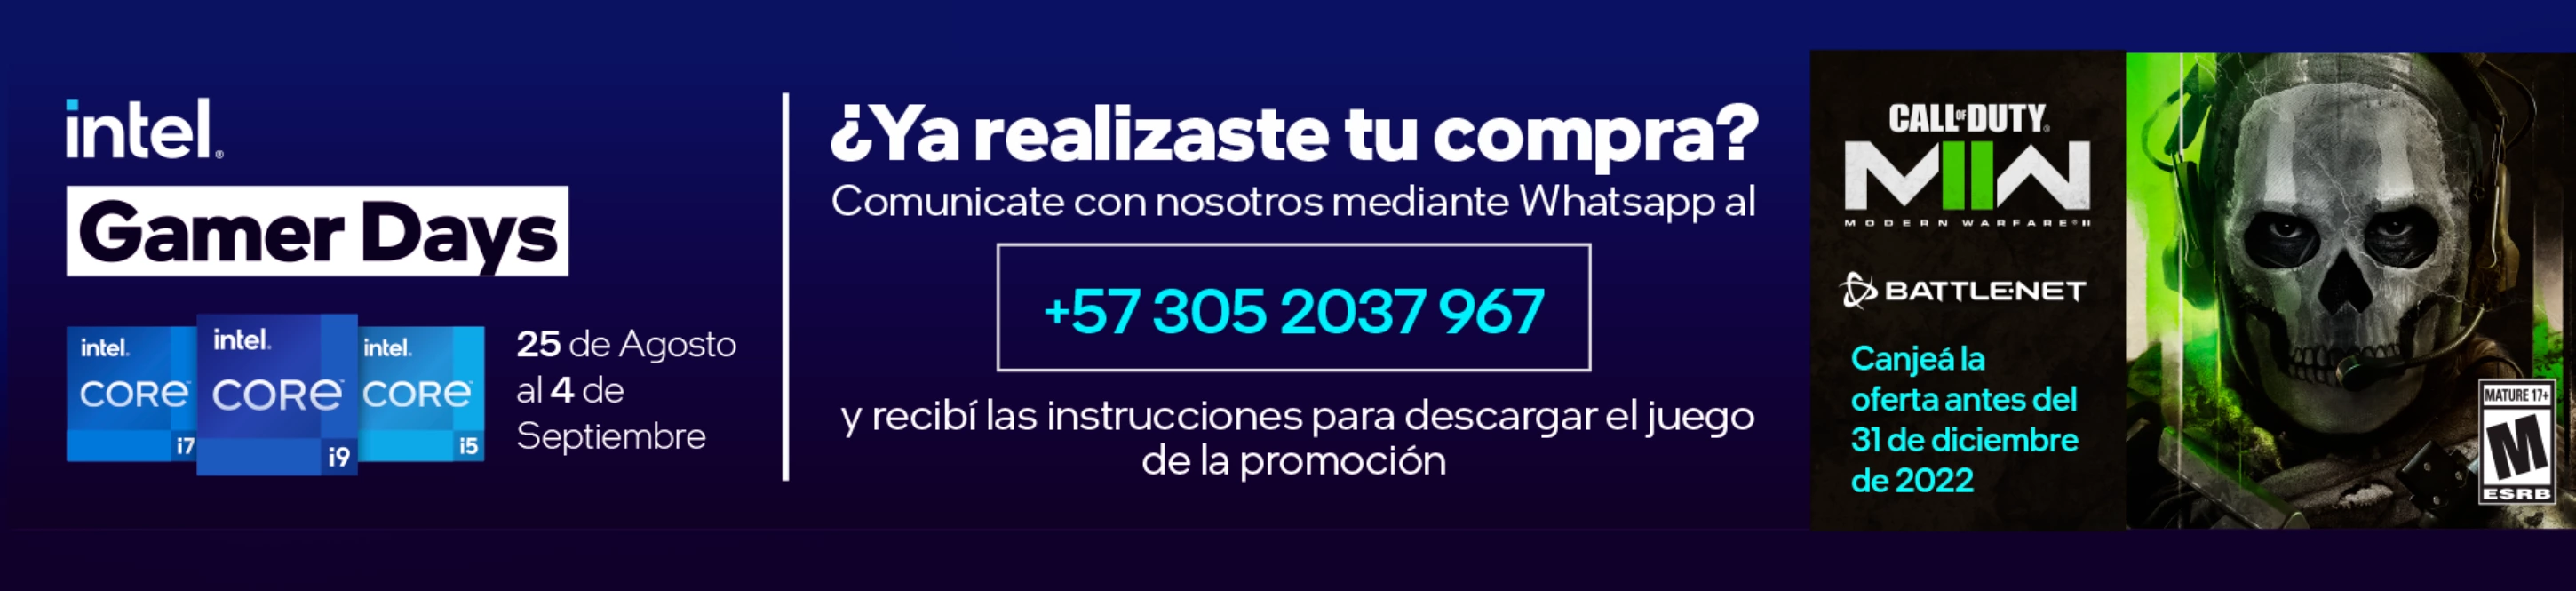 intel.
Gamer Days
intel.
CORE
i7
intel.
CORE
i9
intel.
CORE
i5
25 de Agosto
al 4 de
Septiembre
¿Ya realizaste tu compra?
Comunicate con nosotros mediante Whatsapp al
+57 305 2037 967
y recibí las instrucciones para descargar el juego
de la promoción
CALL OF DUTY®
MIIW
MODERN WARFARE® II
BATTLE.NET
Canjeá la
oferta antes del
31 de diciembre
de 2022
MATURE 17+
M
ESRB